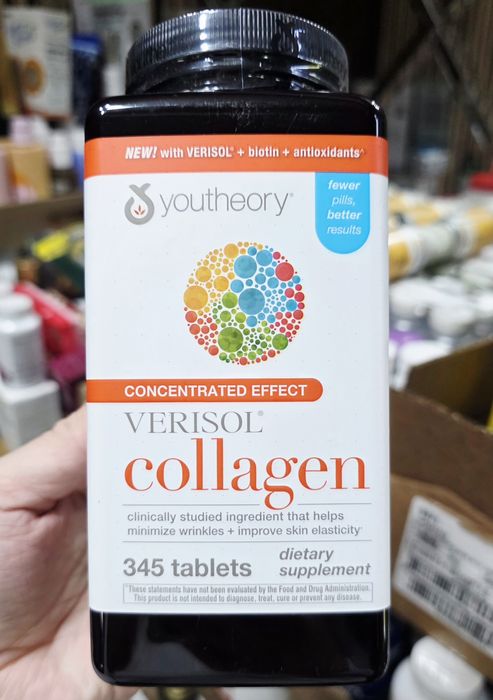 NEW! with VERISOL® + biotin + antioxidants^
youtheory®
fewer
pills,
better
results
CONCENTRATED EFFECT
VERISOL®
collagen
clinically studied ingredient that helps
minimize wrinkles + improve skin elasticity*
345 tablets
dietary
supplement
*These statements have not been evaluated by the Food and Drug Administration.
This product is not intended to diagnose, treat, cure or prevent any disease.